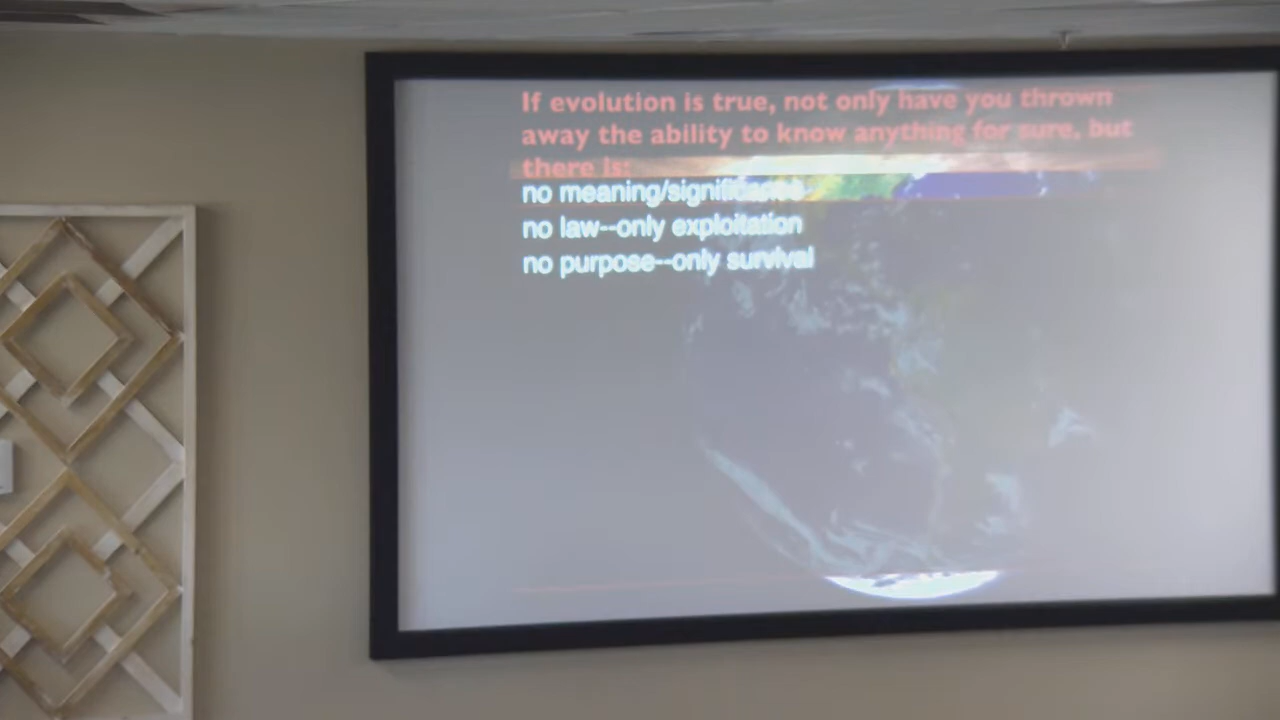 If evolution is true, not only have you thrown
away the ability to know anything for sure, but
there is:
no meaning/significance
no law--only exploitation
no purpose--only survival